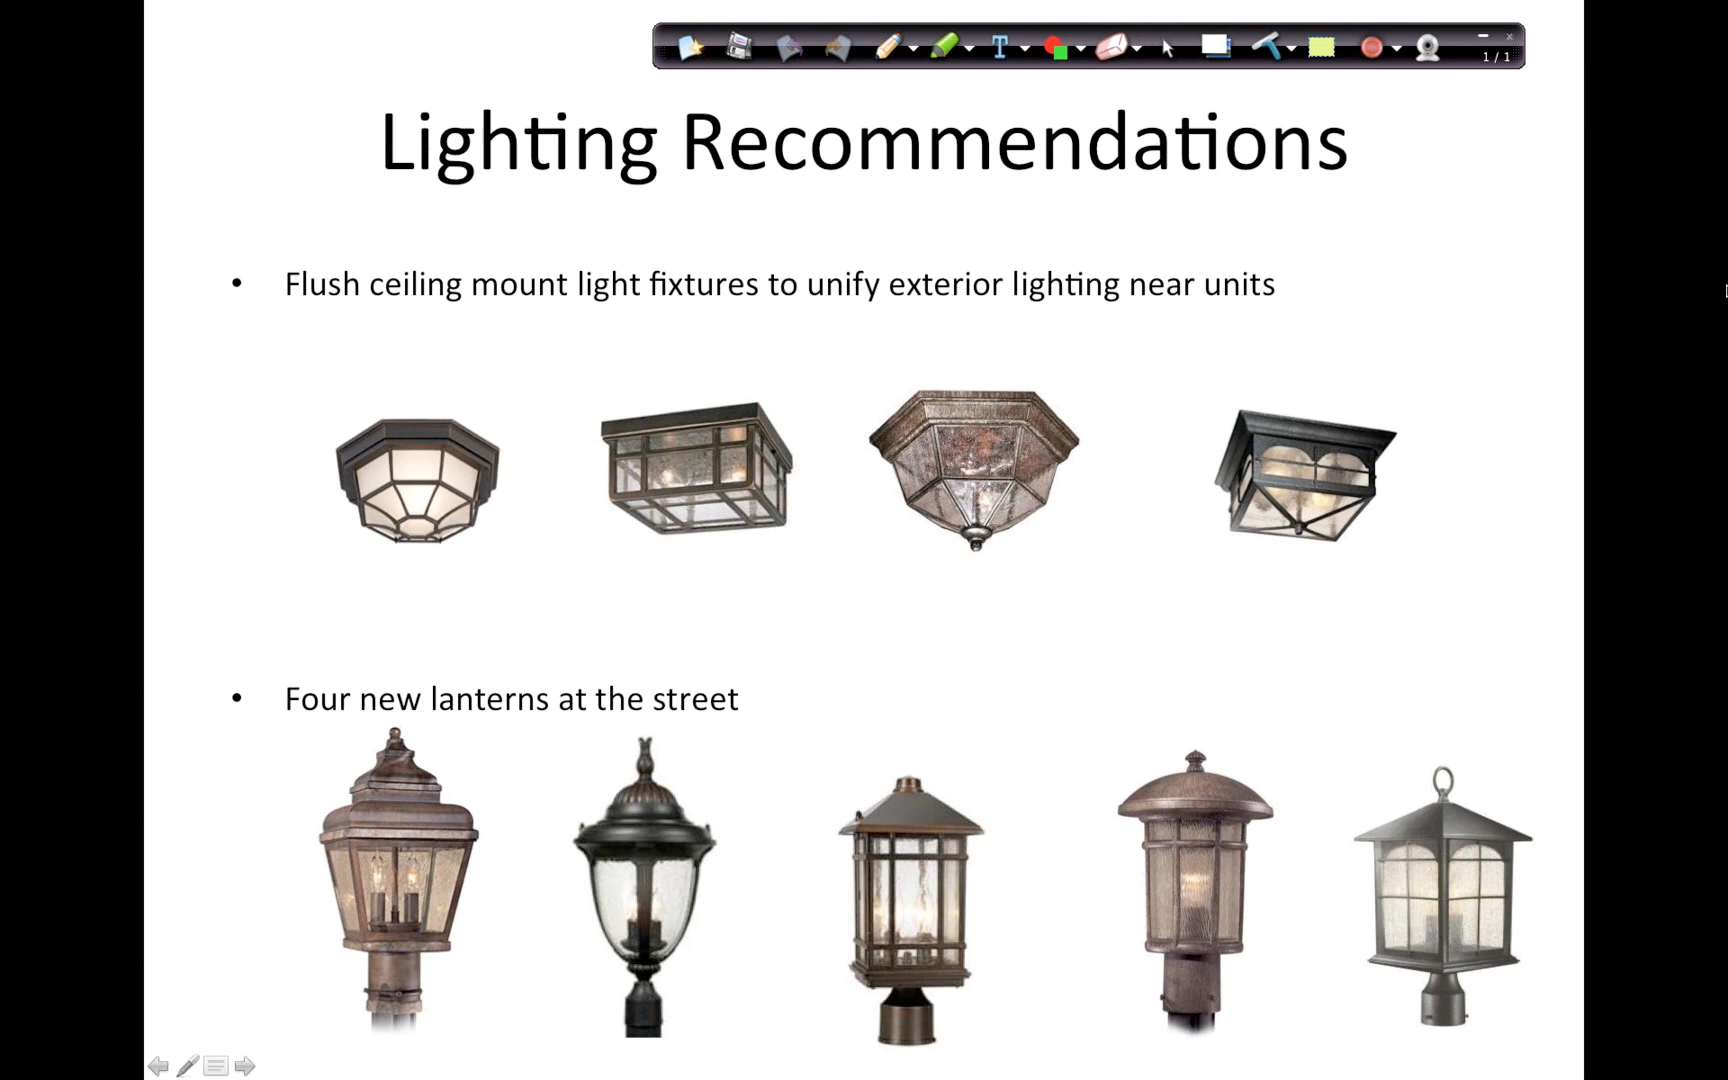 1 / 1
Lighting Recommendations
• Flush ceiling mount light fixtures to unify exterior lighting near units
• Four new lanterns at the street